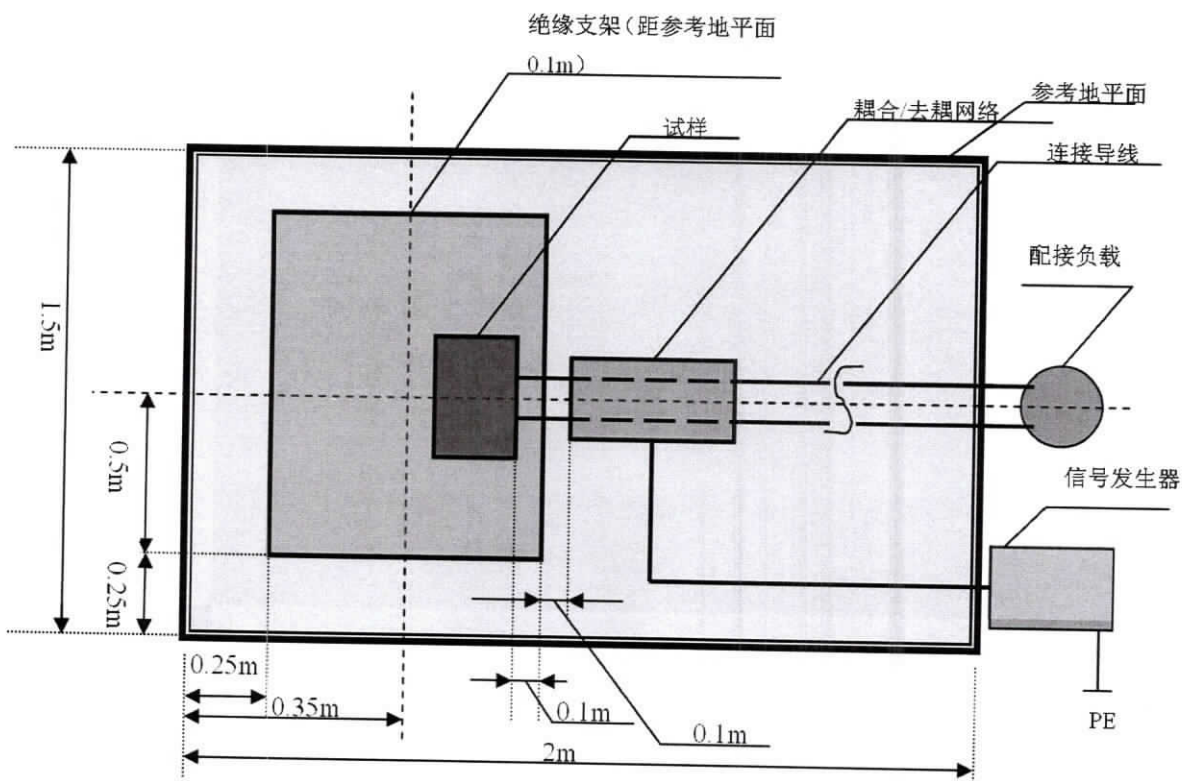 绝缘支架（距参考地平面
0.1m）
参考地平面
耦合/去耦网络
试样
连接导线
配接负载
1.5m
0.5m
信号发生器
0.25m
0.25m
0.35m
0.1m
0.1m
PE
2m